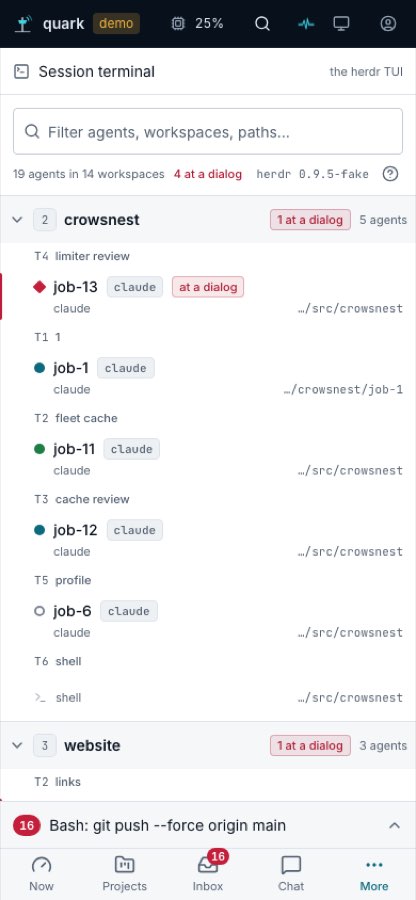 quark demo 25%
Session terminal the herdr TUI
Filter agents, workspaces, paths...
19 agents in 14 workspaces 4 at a dialog herdr 0.9.5-fake ?
2 crowsnest 1 at a dialog 5 agents
T4 limiter review
job-13 claude at a dialog
claude …/src/crowsnest
T1 1
job-1 claude
claude …/crowsnest/job-1
T2 fleet cache
job-11 claude
claude …/src/crowsnest
T3 cache review
job-12 claude
claude …/src/crowsnest
T5 profile
job-6 claude
claude …/src/crowsnest
T6 shell
shell …/src/crowsnest
3 website 1 at a dialog 3 agents
T2 links
16 Bash: git push --force origin main
16
Now Projects Inbox Chat More